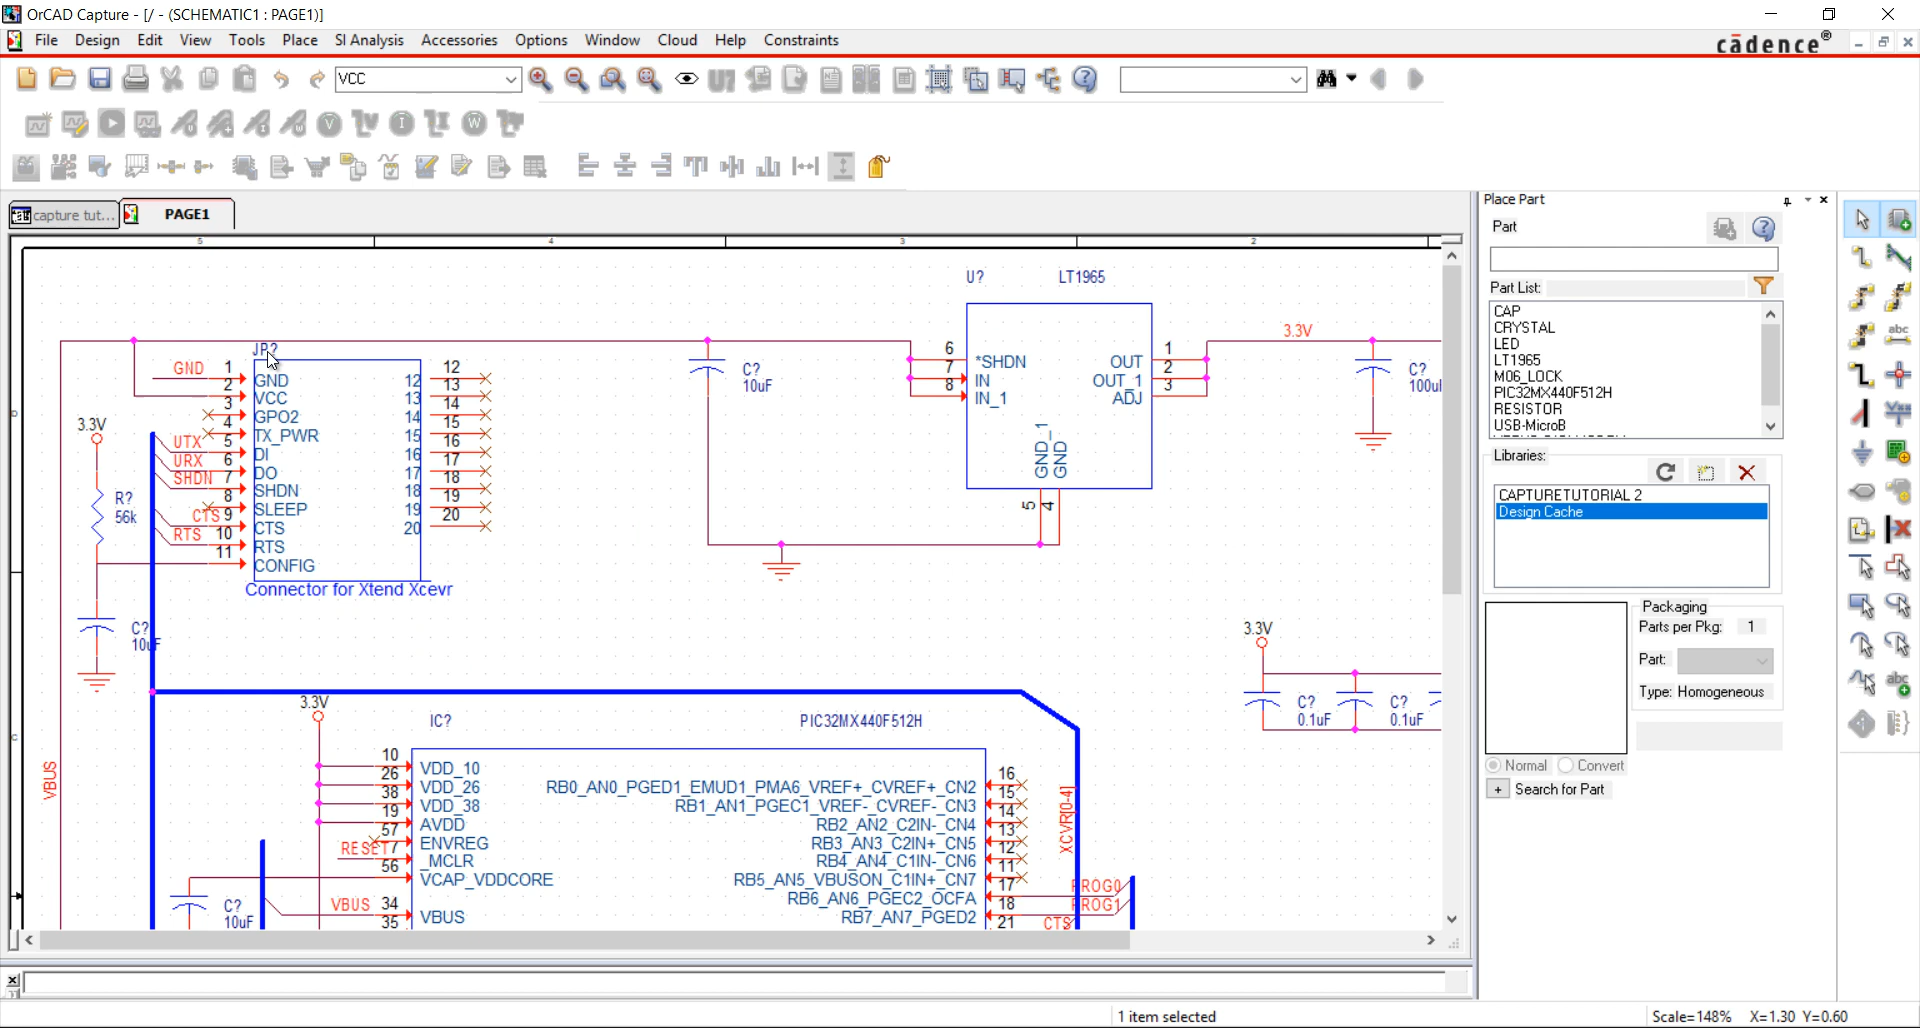 OrCAD Capture - [/ - (SCHEMATIC1 : PAGE1)]
File Design Edit View Tools Place SI Analysis Accessories Options Window Cloud Help Constraints
cādence®
VCC
U?
V I W
capture tut... PAGE1
5 4 3 2
D
C
U? LT1965
6 *SHDN
7 IN
8 IN_1
OUT 1
OUT_1 2
ADJ 3
GND_1 5
GND 4
3.3V
C?
10uF
C?
100uF
JP?
GND 1 GND
2 VCC
3 GPO2
4 TX_PWR
UTX 5 DI
URX 6 DO
SHDN 7 SHDN
8 SLEEP
CTS 9 CTS
RTS 10 RTS
11 CONFIG
12 12
13 13
14 14
15 15
16 16
17 17
18 18
19 19
20 20
Connector for Xtend Xcevr
3.3V
R?
56k
C?
10uF
VBUS
3.3V
C?
0.1uF
C?
0.1uF
3.3V
IC? PIC32MX440F512H
10 VDD_10
26 VDD_26
38 VDD_38
19 AVDD
57 ENVREG
RESET 7 _MCLR
56 VCAP_VDDCORE
VBUS 34 VBUS
35
C?
10uF
RB0_AN0_PGED1_EMUD1_PMA6_VREF+_CVREF+_CN2 16
RB1_AN1_PGEC1_VREF-_CVREF-_CN3 15
RB2_AN2_C2IN-_CN4 14
RB3_AN3_C2IN+_CN5 13
RB4_AN4_C1IN-_CN6 12
RB5_AN5_VBUSON_C1IN+_CN7 11
RB6_AN6_PGEC2_OCFA 17 PROG0
RB7_AN7_PGED2 18 PROG1
21 CTS
XCVR[0-4]
Place Part
Part
Part List:
CAP
CRYSTAL
LED
LT1965
M06_LOCK
PIC32MX440F512H
RESISTOR
USB-MicroB
Libraries:
CAPTURETUTORIAL 2
Design Cache
Packaging
Parts per Pkg: 1
Part:
Type: Homogeneous
Normal Convert
+ Search for Part
abc
abc
1 item selected
Scale=148% X=1.30 Y=0.60